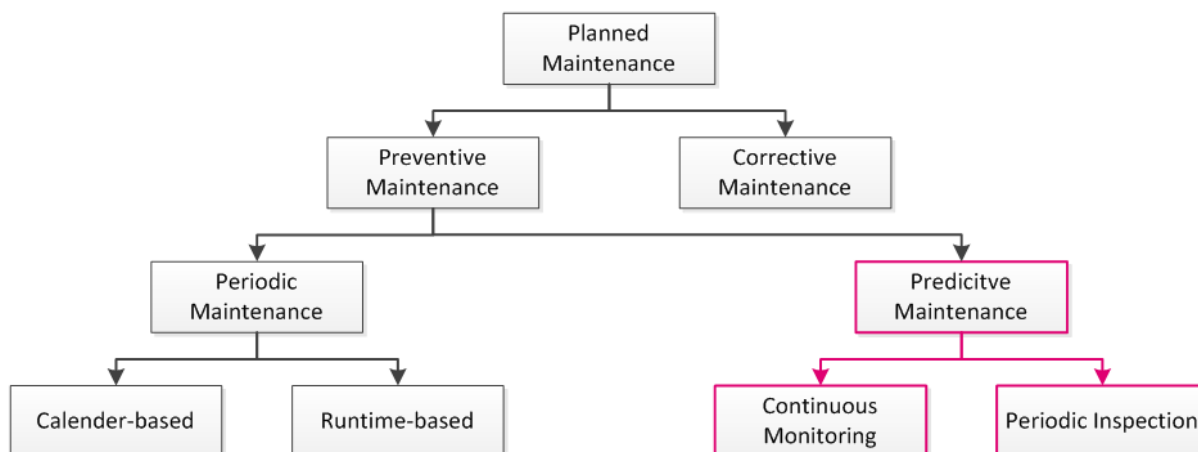 Planned
Maintenance
Preventive
Maintenance
Corrective
Maintenance
Periodic
Maintenance
Predicitve
Maintenance
Calender-based
Runtime-based
Continuous
Monitoring
Periodic Inspection